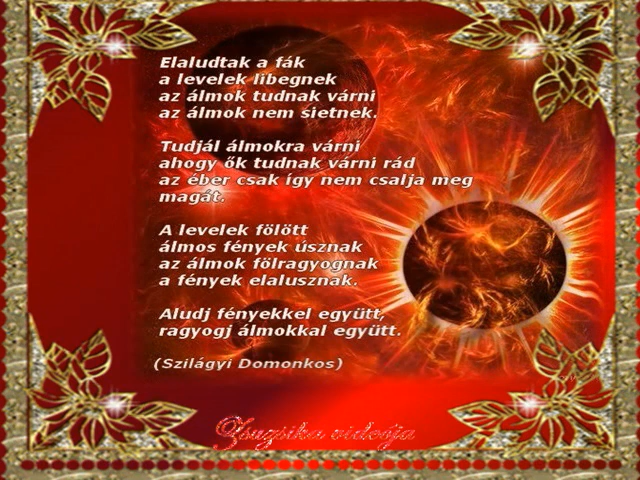 Elaludtak a fák
a levelek libegnek
az álmok tudnak várni
az álmok nem sietnek.
Tudjál álmokra várni
ahogy ők tudnak várni rád
az éber csak így nem csalja meg
magát.
A levelek fölött
álmos fények úsznak
az álmok fölragyognak
a fények elalusznak.
Aludj fényekkel együtt,
ragyogj álmokkal együtt.
(Szilágyi Domonkos)
Zsuzsika videója